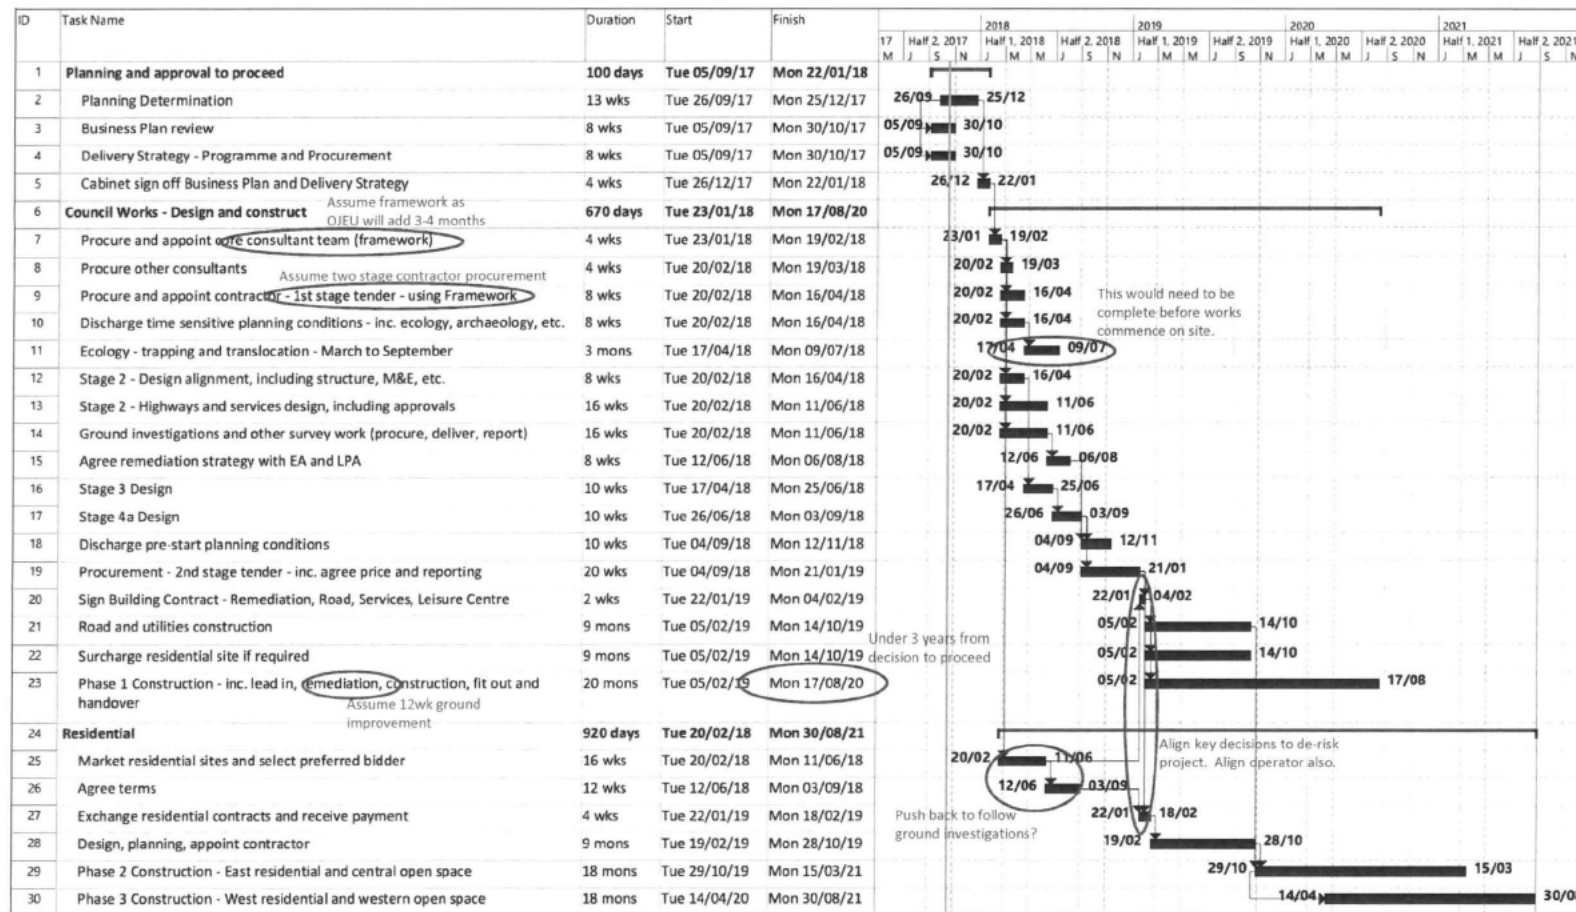 ID Task Name Duration Start Finish
2018 2019 2020 2021
17 Half 2, 2017 Half 1, 2018 Half 2, 2018 Half 1, 2019 Half 2, 2019 Half 1, 2020 Half 2, 2020 Half 1, 2021 Half 2, 2021
M J S N J M M J S N J M M J S N J M M J S N J M M J S N
1 Planning and approval to proceed 100 days Tue 05/09/17 Mon 22/01/18
2 Planning Determination 13 wks Tue 26/09/17 Mon 25/12/17 26/09 25/12
3 Business Plan review 8 wks Tue 05/09/17 Mon 30/10/17 05/09 30/10
4 Delivery Strategy - Programme and Procurement 8 wks Tue 05/09/17 Mon 30/10/17 05/09 30/10
5 Cabinet sign off Business Plan and Delivery Strategy 4 wks Tue 26/12/17 Mon 22/01/18 26/12 22/01
Assume framework as
OJEU will add 3-4 months
6 Council Works - Design and construct 670 days Tue 23/01/18 Mon 17/08/20
7 Procure and appoint core consultant team (framework) 4 wks Tue 23/01/18 Mon 19/02/18 23/01 19/02
8 Procure other consultants 4 wks Tue 20/02/18 Mon 19/03/18 20/02 19/03
Assume two stage contractor procurement
9 Procure and appoint contractor - 1st stage tender - using Framework 8 wks Tue 20/02/18 Mon 16/04/18 20/02 16/04
This would need to be
complete before works
commence on site.
10 Discharge time sensitive planning conditions - inc. ecology, archaeology, etc. 8 wks Tue 20/02/18 Mon 16/04/18 20/02 16/04
11 Ecology - trapping and translocation - March to September 3 mons Tue 17/04/18 Mon 09/07/18 17/04 09/07
12 Stage 2 - Design alignment, including structure, M&E, etc. 8 wks Tue 20/02/18 Mon 16/04/18 20/02 16/04
13 Stage 2 - Highways and services design, including approvals 16 wks Tue 20/02/18 Mon 11/06/18 20/02 11/06
14 Ground investigations and other survey work (procure, deliver, report) 16 wks Tue 20/02/18 Mon 11/06/18 20/02 11/06
15 Agree remediation strategy with EA and LPA 8 wks Tue 12/06/18 Mon 06/08/18 12/06 06/08
16 Stage 3 Design 10 wks Tue 17/04/18 Mon 25/06/18 17/04 25/06
17 Stage 4a Design 10 wks Tue 26/06/18 Mon 03/09/18 26/06 03/09
18 Discharge pre-start planning conditions 10 wks Tue 04/09/18 Mon 12/11/18 04/09 12/11
19 Procurement - 2nd stage tender - inc. agree price and reporting 20 wks Tue 04/09/18 Mon 21/01/19 04/09 21/01
20 Sign Building Contract - Remediation, Road, Services, Leisure Centre 2 wks Tue 22/01/19 Mon 04/02/19 22/01 04/02
21 Road and utilities construction 9 mons Tue 05/02/19 Mon 14/10/19 05/02 14/10
Under 3 years from
decision to proceed
22 Surcharge residential site if required 9 mons Tue 05/02/19 Mon 14/10/19 05/02 14/10
23 Phase 1 Construction - inc. lead in, remediation, construction, fit out and 20 mons Tue 05/02/19 Mon 17/08/20 05/02 17/08
handover
Assume 12wk ground
improvement
24 Residential 920 days Tue 20/02/18 Mon 30/08/21
Align key decisions to de-risk
project. Align operator also.
25 Market residential sites and select preferred bidder 16 wks Tue 20/02/18 Mon 11/06/18 20/02 11/06
26 Agree terms 12 wks Tue 12/06/18 Mon 03/09/18 12/06 03/09
Push back to follow
ground investigations?
27 Exchange residential contracts and receive payment 4 wks Tue 22/01/19 Mon 18/02/19 22/01 18/02
28 Design, planning, appoint contractor 9 mons Tue 19/02/19 Mon 28/10/19 19/02 28/10
29 Phase 2 Construction - East residential and central open space 18 mons Tue 29/10/19 Mon 15/03/21 29/10 15/03
30 Phase 3 Construction - West residential and western open space 18 mons Tue 14/04/20 Mon 30/08/21 14/04 30/08